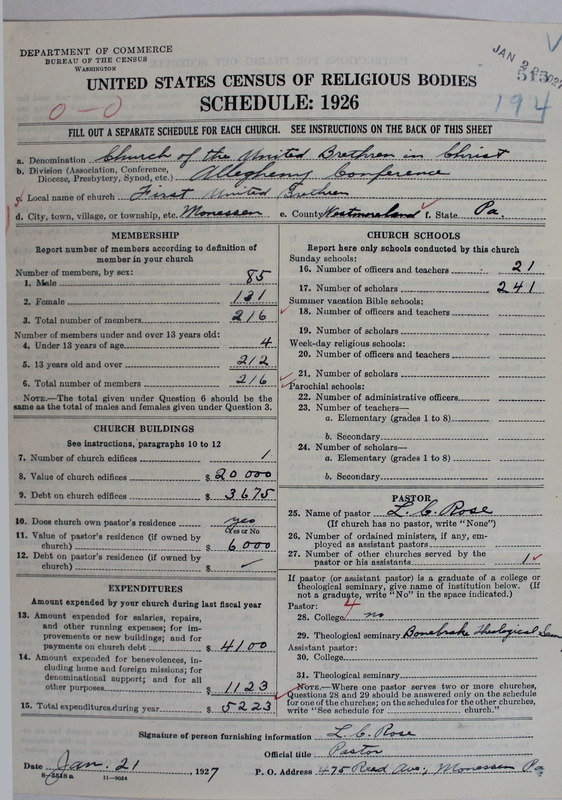 DEPARTMENT OF COMMERCE
BUREAU OF THE CENSUS
WASHINGTON
JAN 2
515
194
UNITED STATES CENSUS OF RELIGIOUS BODIES
SCHEDULE: 1926
0-0
FILL OUT A SEPARATE SCHEDULE FOR EACH CHURCH. SEE INSTRUCTIONS ON THE BACK OF THIS SHEET
a. Denomination Church of the United Brethren in Christ
b. Division (Association, Conference, Diocese, Presbytery, Synod, etc.) Allegheny Conference
c. Local name of church First United Brethren
d. City, town, village, or township, etc. Monessen e. County Westmoreland f. State Pa.
MEMBERSHIP
Report number of members according to definition of
member in your church
Number of members, by sex:
1. Male 85
2. Female 131
3. Total number of members 216
Number of members under and over 13 years old:
4. Under 13 years of age 4
5. 13 years old and over 212
6. Total number of members 216
NOTE.—The total given under Question 6 should be the
same as the total of males and females given under Question 3.
CHURCH BUILDINGS
See instructions, paragraphs 10 to 12
7. Number of church edifices 1
8. Value of church edifices $ 20 000
9. Debt on church edifices $ 3675
10. Does church own pastor's residence yes
(Yes or No)
11. Value of pastor's residence (if owned by
church) $ 6000
12. Debt on pastor's residence (if owned by
church) $
EXPENDITURES
Amount expended by your church during last fiscal year
13. Amount expended for salaries, repairs,
and other running expenses; for im-
provements or new buildings; and for
payments on church debt $ 4100
14. Amount expended for benevolences, in-
cluding home and foreign missions; for
denominational support; and for all
other purposes $ 1123
15. Total expenditures during year $ 5223
CHURCH SCHOOLS
Report here only schools conducted by this church
Sunday schools:
16. Number of officers and teachers 21
17. Number of scholars 241
Summer vacation Bible schools:
18. Number of officers and teachers
19. Number of scholars
Week-day religious schools:
20. Number of officers and teachers
21. Number of scholars
Parochial schools:
22. Number of administrative officers
23. Number of teachers—
a. Elementary (grades 1 to 8)
b. Secondary
24. Number of scholars—
a. Elementary (grades 1 to 8)
b. Secondary
PASTOR
25. Name of pastor L. C. Rose
(If church has no pastor, write "None")
26. Number of ordained ministers, if any, em-
ployed as assistant pastors
27. Number of other churches served by the
pastor or his assistants 1
If pastor (or assistant pastor) is a graduate of a college or
theological seminary, give name of institution below. (If
not a graduate, write "No" in the space indicated.)
Pastor: 4
28. College no
29. Theological seminary Bonebrake Theological Sem
Assistant pastor:
30. College
31. Theological seminary
NOTE.—Where one pastor serves two or more churches,
Questions 28 and 29 should be answered only on the schedule
for one of the churches; on the schedules for the other churches,
write "See schedule for church."
Signature of person furnishing information L. C. Rose
Official title Pastor
Date Jan. 21, 1927 P. O. Address 475 Read Ave., Monessen Pa
8-5518a 11-9034